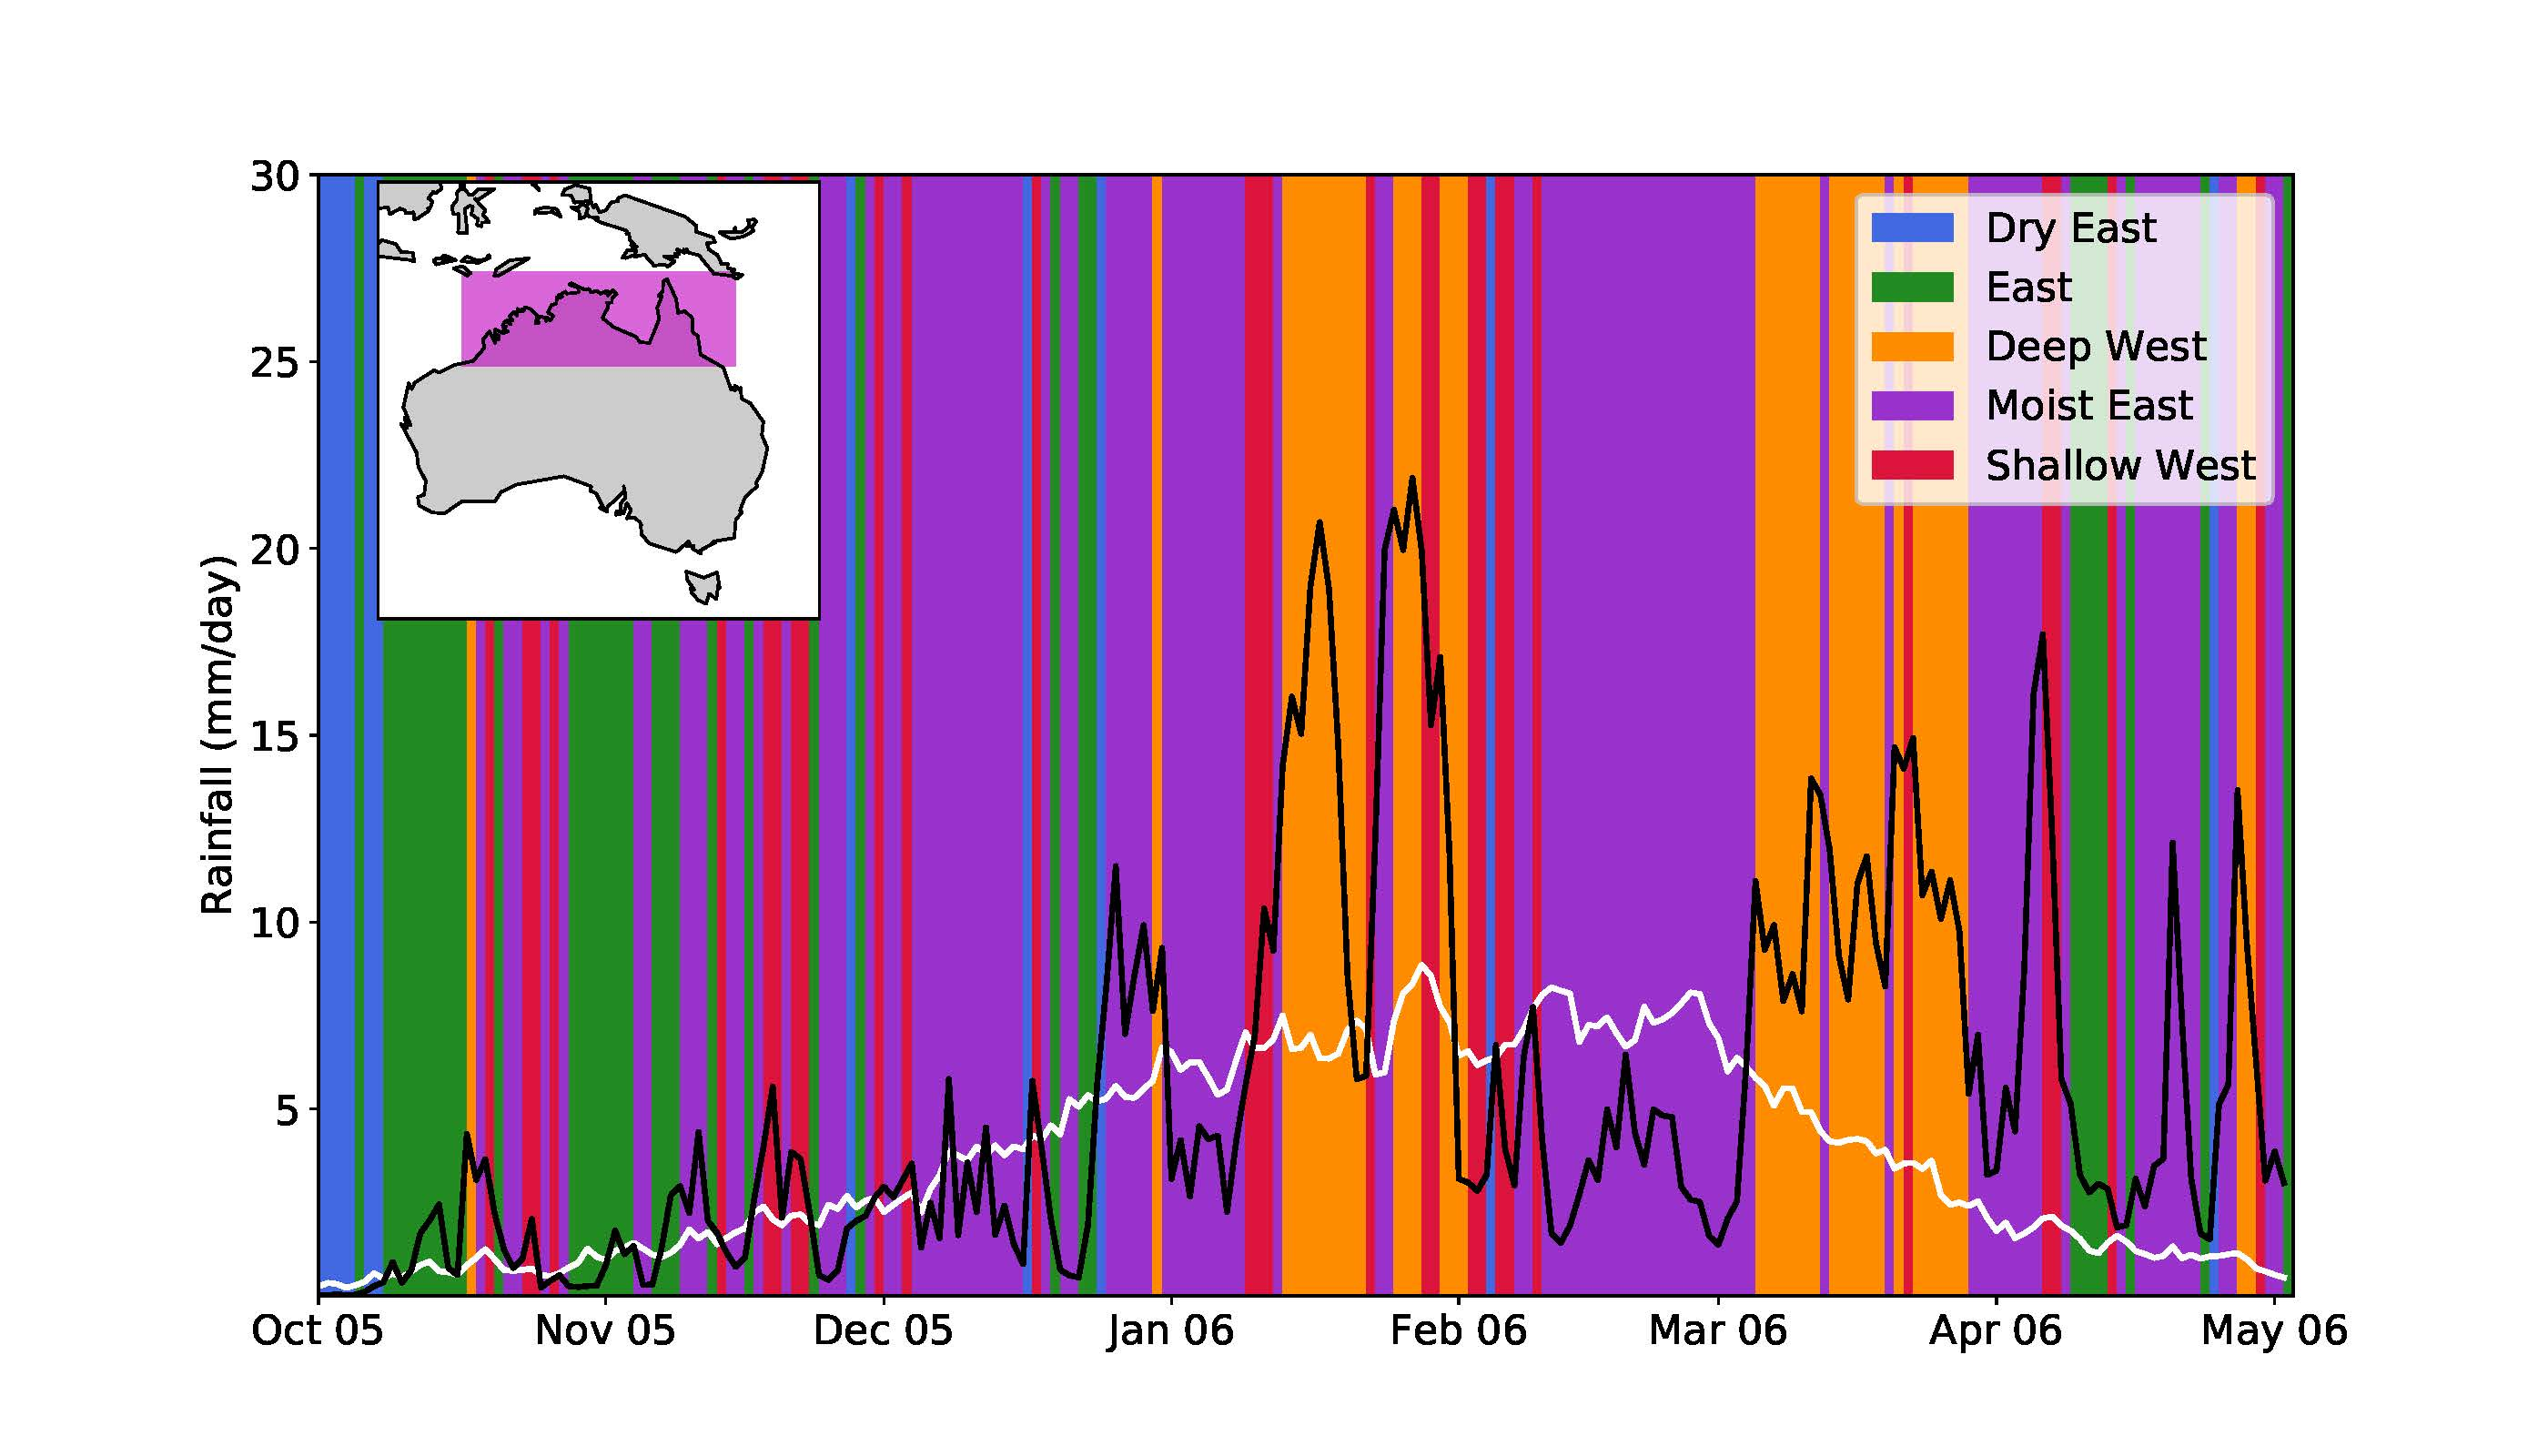 30
25
20
15
10
5
Rainfall (mm/day)
Dry East
East
Deep West
Moist East
Shallow West
Oct 05 Nov 05 Dec 05 Jan 06 Feb 06 Mar 06 Apr 06 May 06